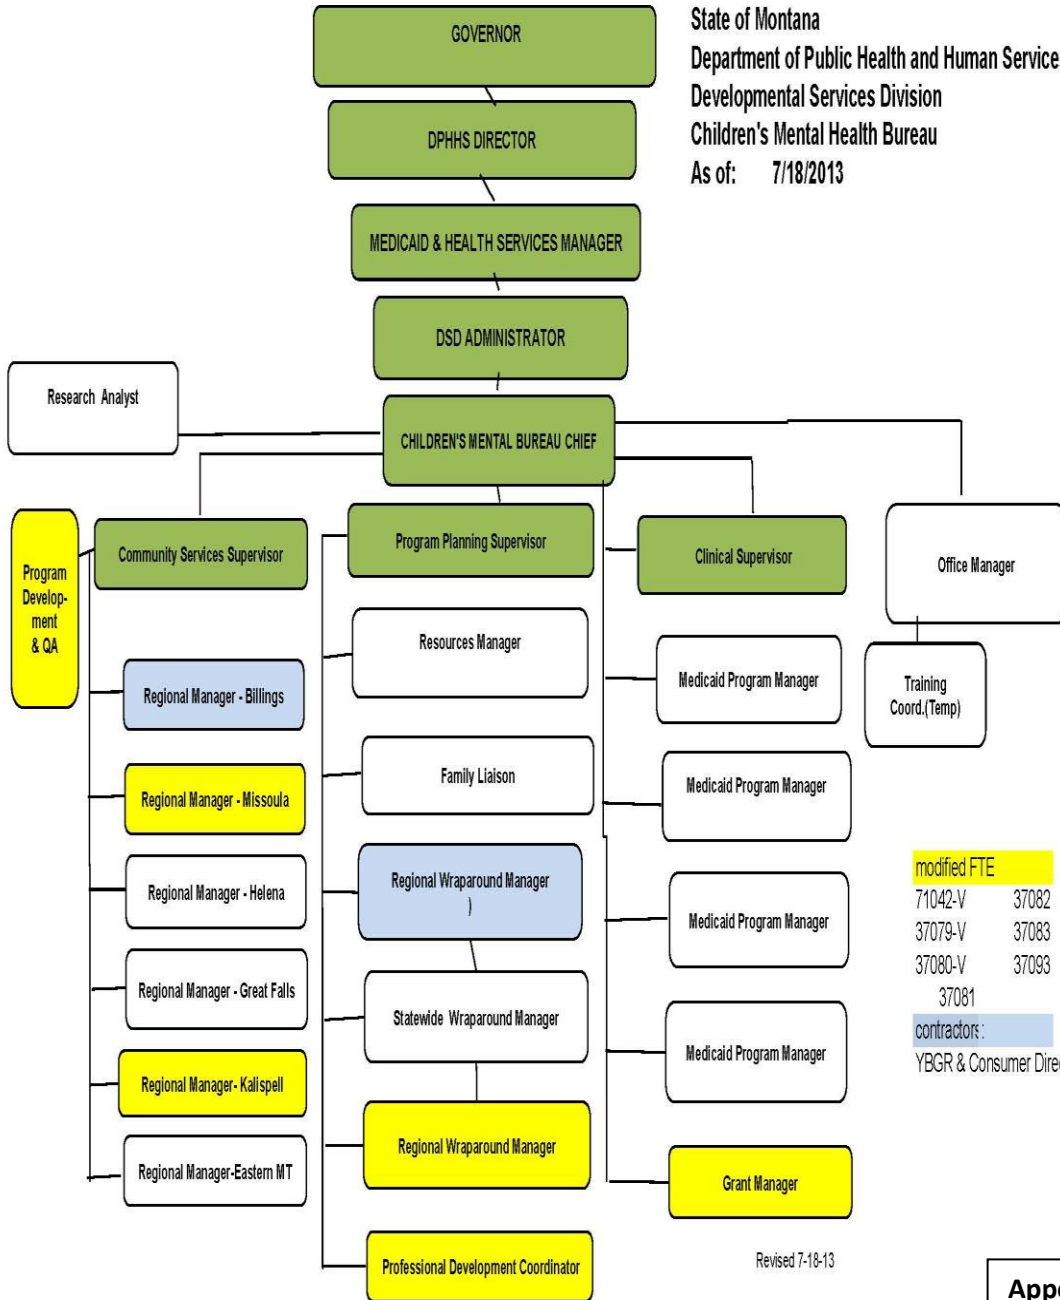 GOVERNOR
State of Montana
Department of Public Health and Human Service
Developmental Services Division
Children's Mental Health Bureau
As of: 7/18/2013
DPHHS DIRECTOR
MEDICAID & HEALTH SERVICES MANAGER
DSD ADMINISTRATOR
Research Analyst
CHILDREN'S MENTAL BUREAU CHIEF
Program
Develop-
ment
& QA
Community Services Supervisor
Regional Manager - Billings
Regional Manager - Missoula
Regional Manager - Helena
Regional Manager - Great Falls
Regional Manager- Kalispell
Regional Manager-Eastern MT
Program Planning Supervisor
Resources Manager
Family Liaison
Regional Wraparound Manager
)
Statewide Wraparound Manager
Regional Wraparound Manager
Professional Development Coordinator
Clinical Supervisor
Medicaid Program Manager
Medicaid Program Manager
Medicaid Program Manager
Medicaid Program Manager
Grant Manager
Office Manager
Training
Coord.(Temp)
modified FTE
71042-V 37082
37079-V 37083
37080-V 37093
37081
contractors:
YBGR & Consumer Dire
Revised 7-18-13
Appe